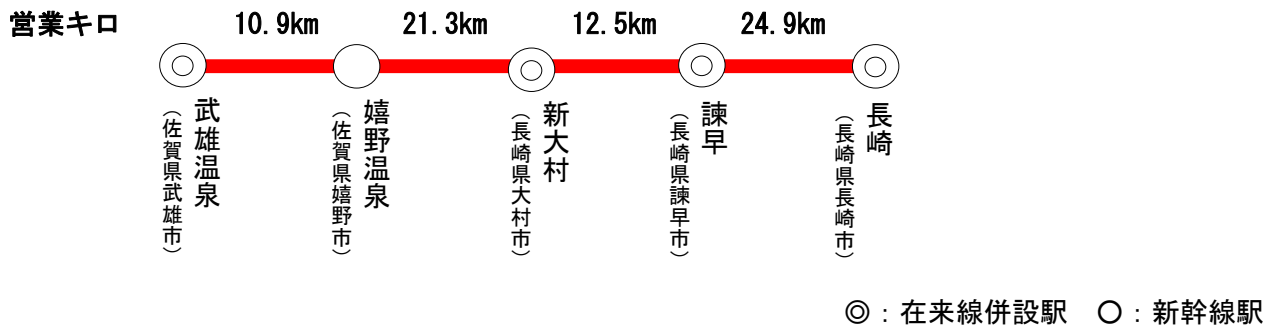 営業キロ 10.9km 21.3km 12.5km 24.9km
武雄温泉
(佐賀県武雄市)
嬉野温泉
(佐賀県嬉野市)
新大村
(長崎県大村市)
諫早
(長崎県諫早市)
長崎
(長崎県長崎市)
◎：在来線併設駅 ○：新幹線駅